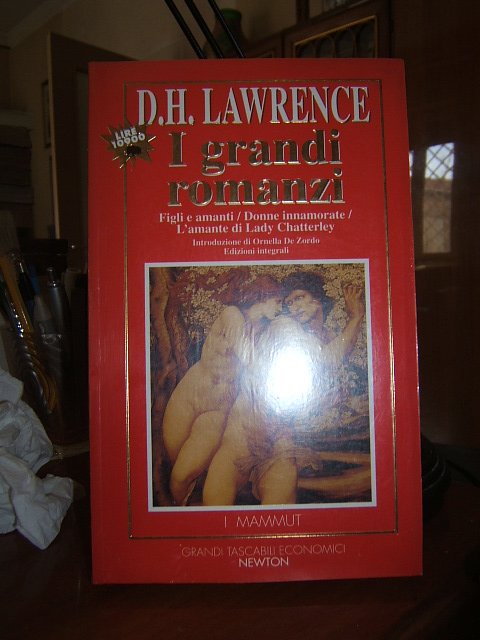 D.H. LAWRENCE
LIRE
10900
I grandi
romanzi
Figli e amanti / Donne innamorate /
L'amante di Lady Chatterley
Introduzione di Ornella De Zordo
Edizioni integrali
I MAMMUT
GRANDI TASCABILI ECONOMICI
NEWTON